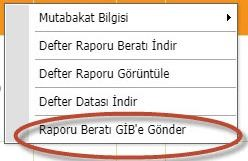 Mutabakat Bilgisi
Defter Raporu Beratı İndir
Defter Raporu Görüntüle
Defter Datası İndir
Raporu Beratı GİB'e Gönder